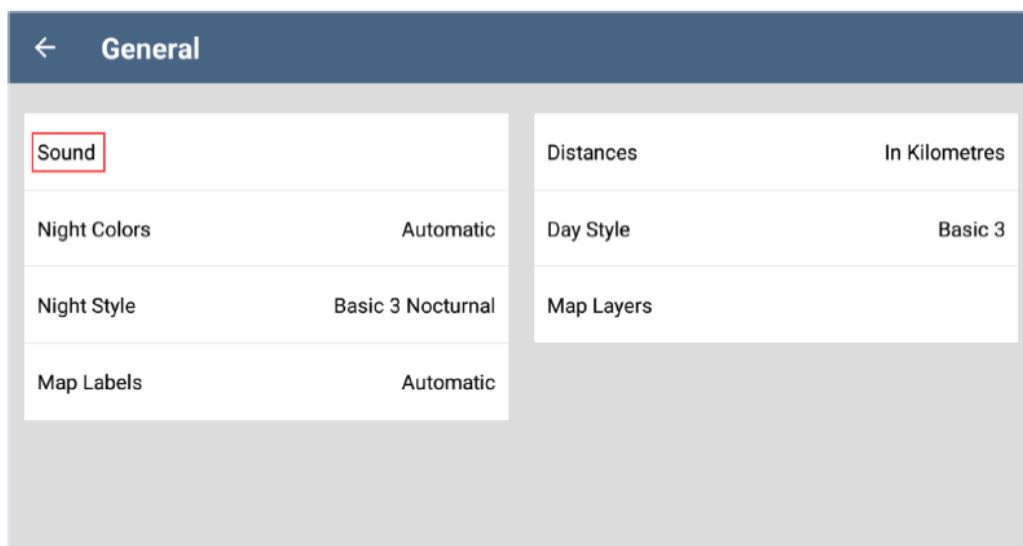 General
Sound
Distances In Kilometres
Night Colors Automatic
Day Style Basic 3
Night Style Basic 3 Nocturnal
Map Layers
Map Labels Automatic